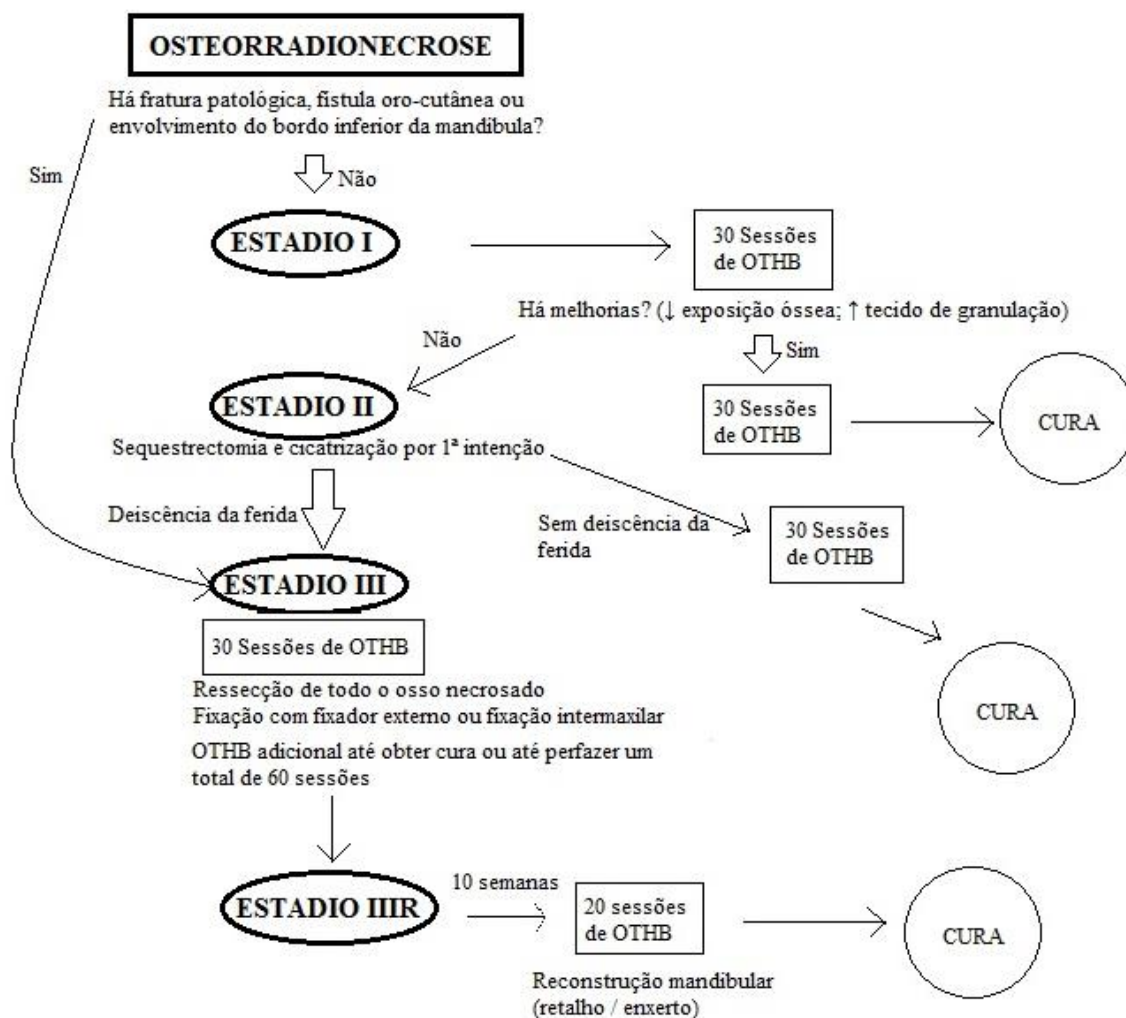 OSTEORRADIONECROSE
Há fratura patológica, fístula oro-cutânea ou
envolvimento do bordo inferior da mandibula?
Sim
Não
ESTADIO I
30 Sessões
de OTHB
Há melhorias? (↓ exposição óssea; ↑ tecido de granulação)
Não
Sim
ESTADIO II
30 Sessões
de OTHB
CURA
Sequestrectomia e cicatrização por 1ª intenção
Deiscência da ferida
Sem deiscência da
ferida
30 Sessões
de OTHB
ESTADIO III
30 Sessões de OTHB
Ressecção de todo o osso necrosado
Fixação com fixador externo ou fixação intermaxilar
OTHB adicional até obter cura ou até perfazer um
total de 60 sessões
CURA
ESTADIO IIIR
10 semanas
20 sessões
de OTHB
CURA
Reconstrução mandibular
(retalho / enxerto)